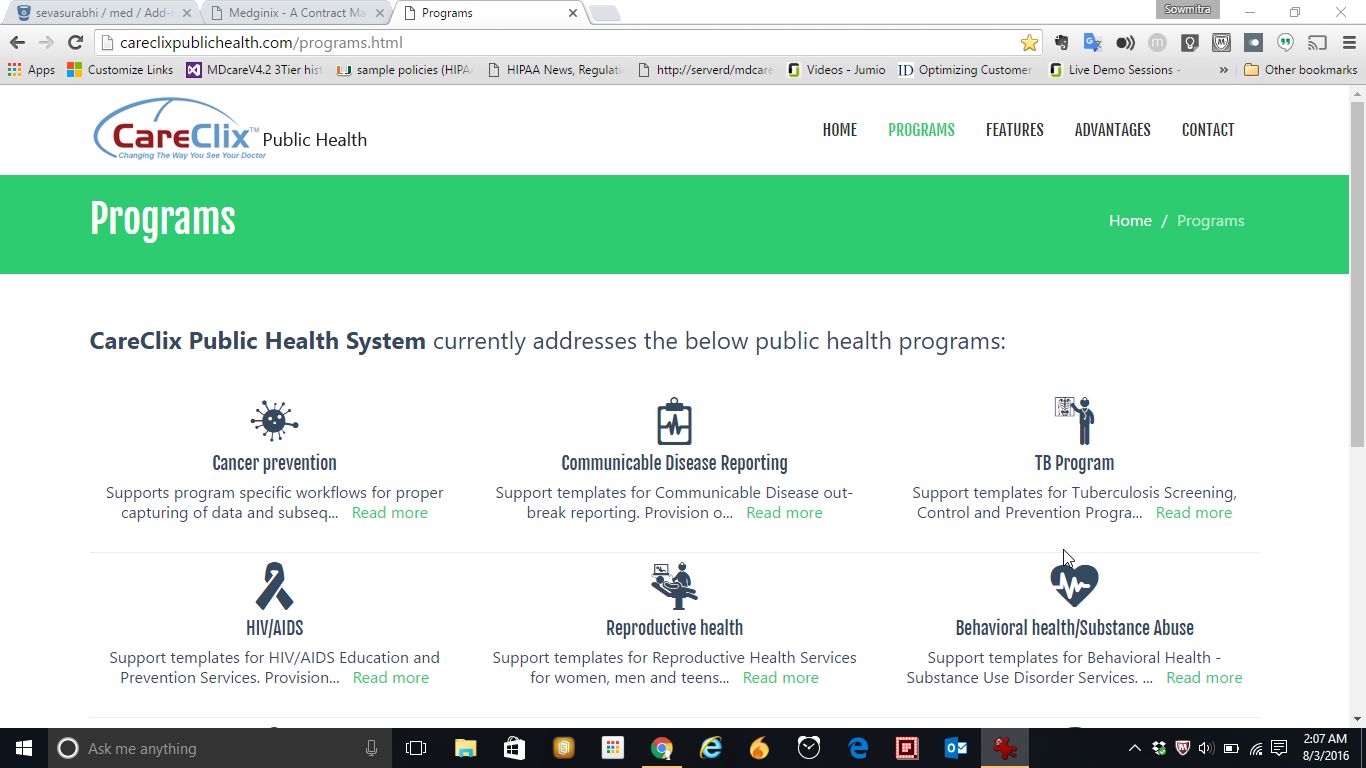 sevasurabhi / med / Add-
Medginix - A Contract Ma
Programs
Sowmitra
careclixpublichealth.com/programs.html
Apps
Customize Links
MDcareV4.2 3Tier hist
sample policies (HIPA
HIPAA News, Regulati
http://serverd/mdcare
Videos - Jumio
Optimizing Customer
Live Demo Sessions -
»
Other bookmarks
CareClix™ Public Health
Changing The Way You See Your Doctor
HOME
PROGRAMS
FEATURES
ADVANTAGES
CONTACT
Programs
Home / Programs
CareClix Public Health System currently addresses the below public health programs:
Cancer prevention
Supports program specific workflows for proper
capturing of data and subseq... Read more
Communicable Disease Reporting
Support templates for Communicable Disease out-
break reporting. Provision o... Read more
TB Program
Support templates for Tuberculosis Screening,
Control and Prevention Progra... Read more
HIV/AIDS
Support templates for HIV/AIDS Education and
Prevention Services. Provision... Read more
Reproductive health
Support templates for Reproductive Health Services
for women, men and teens... Read more
Behavioral health/Substance Abuse
Support templates for Behavioral Health -
Substance Use Disorder Services. ... Read more
Ask me anything
2:07 AM
8/3/2016